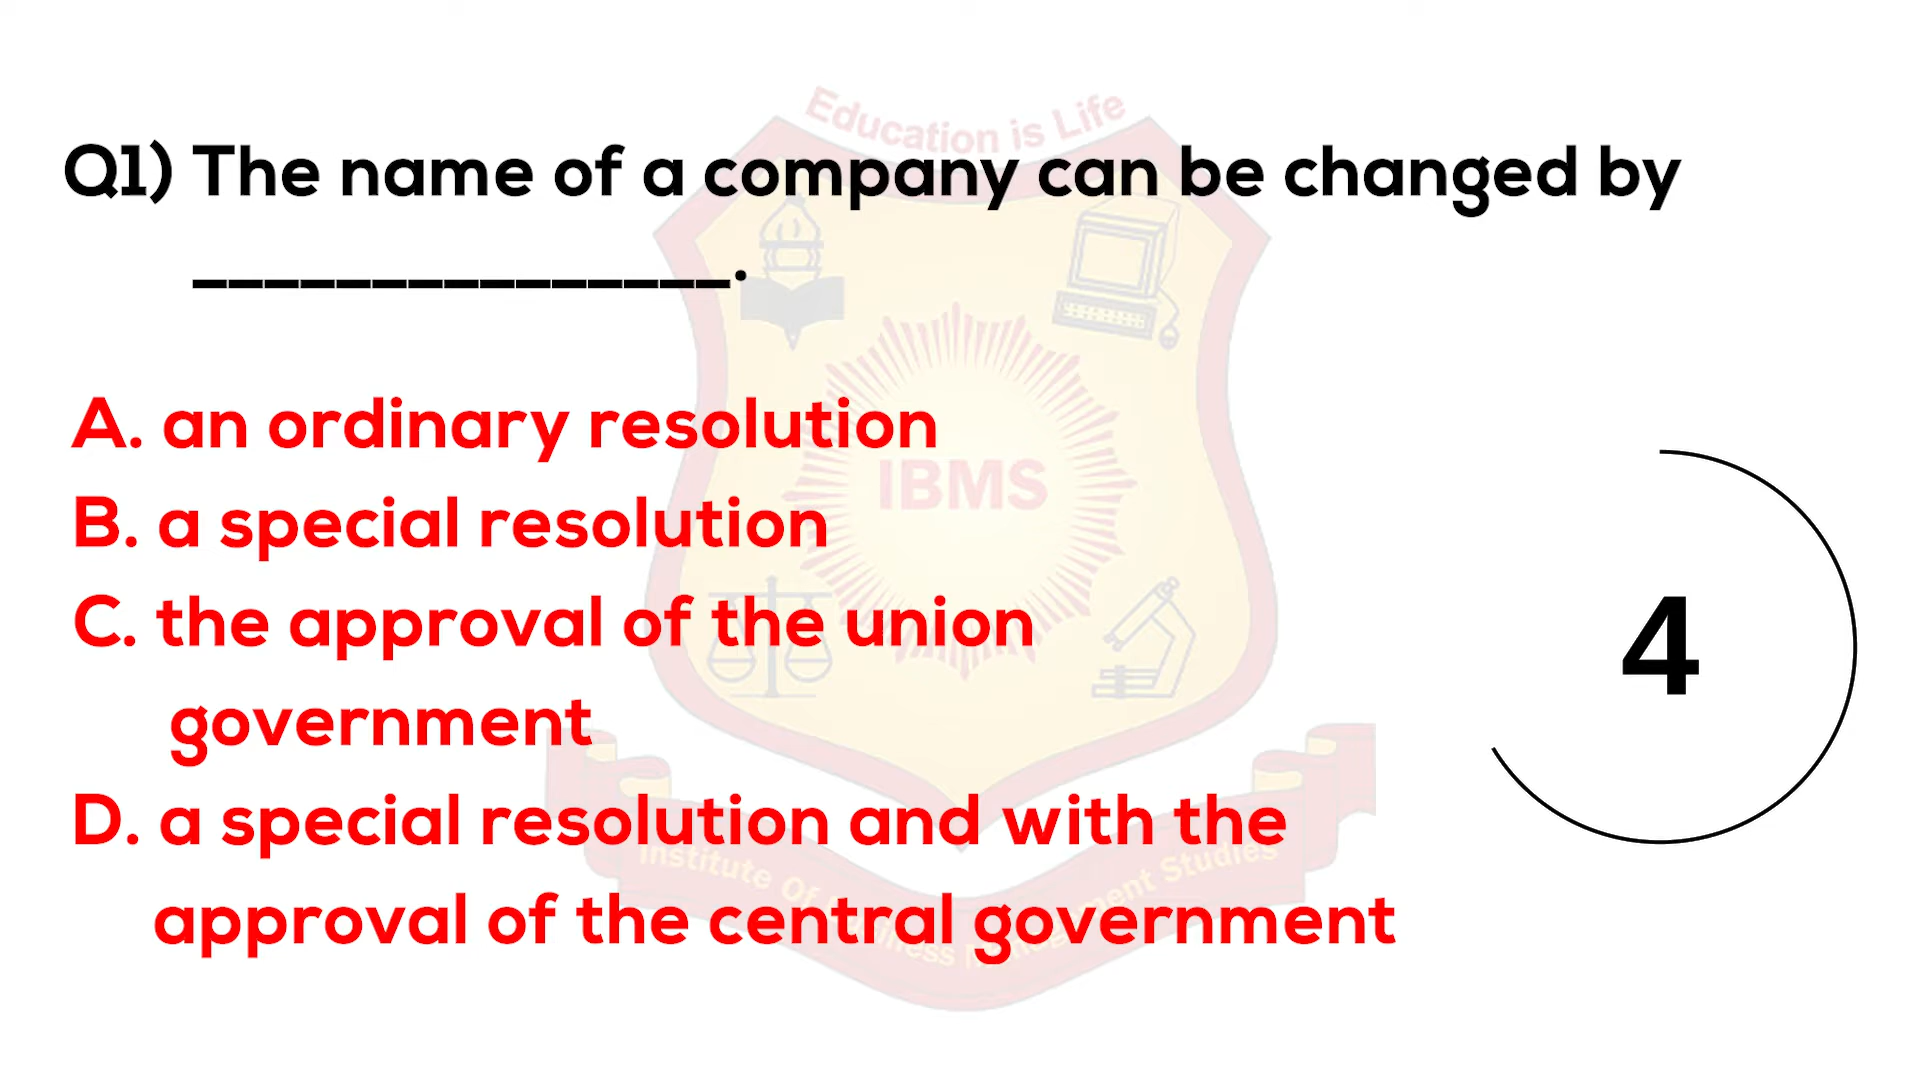 Education is Life
Q1) The name of a company can be changed by
_______________.
A. an ordinary resolution
IBMS
B. a special resolution
C. the approval of the union
government
4
D. a special resolution and with the
approval of the central government
Institute Of Business Management Studies